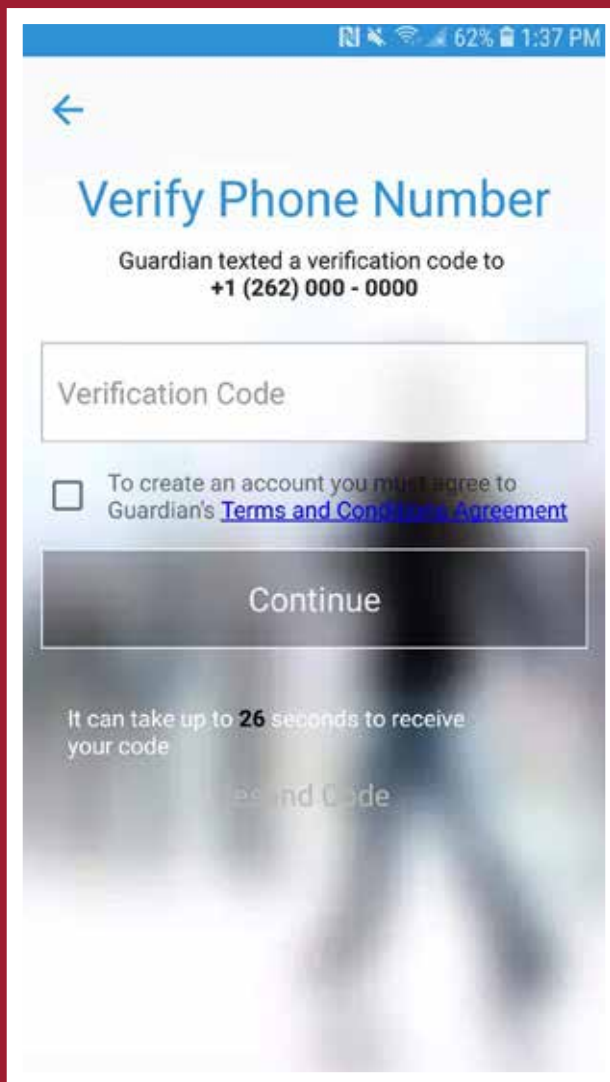 62% 1:37 PM
Verify Phone Number
Guardian texted a verification code to
+1 (262) 000 - 0000
Verification Code
To create an account you must agree to
Guardian's Terms and Conditions Agreement
Continue
It can take up to 26 seconds to receive
your code
Resend Code